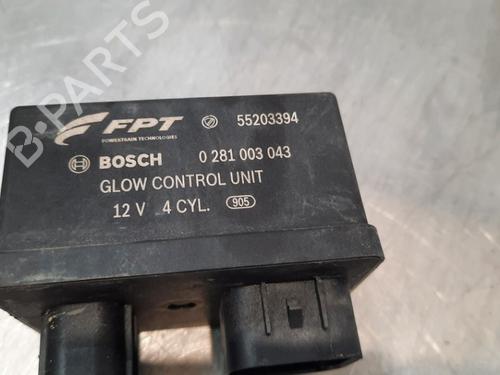 FPT 55203394
POWERTRAIN TECHNOLOGIES
BOSCH 0 281 003 043
GLOW CONTROL UNIT
12 V 4 CYL. 905
B-PARTS